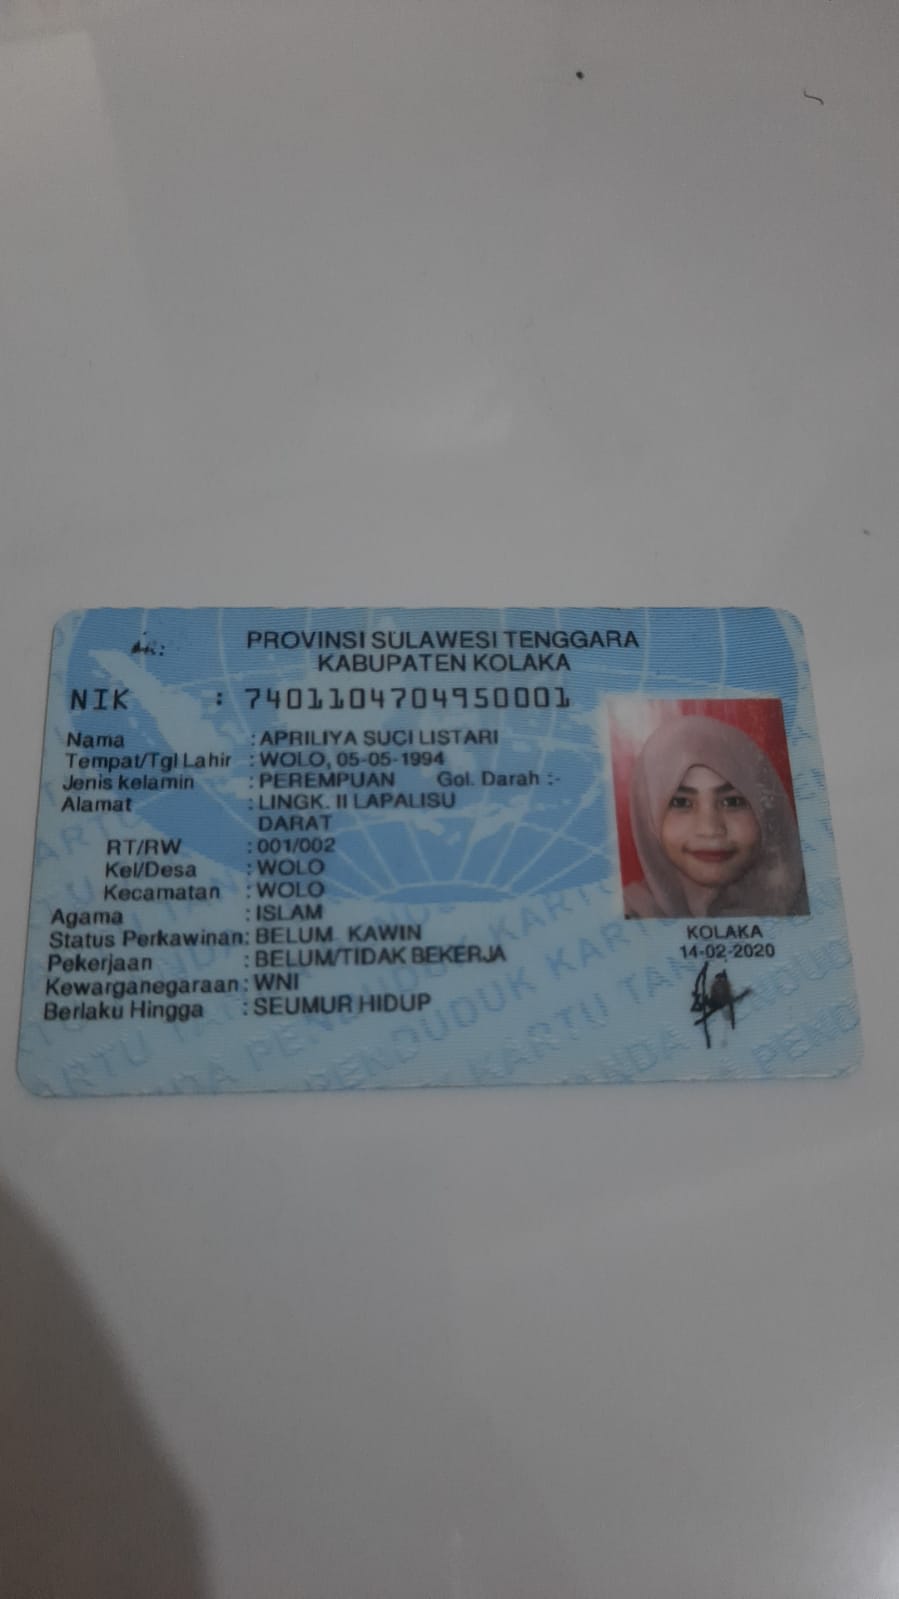 PROVINSI SULAWESI TENGGARA
KABUPATEN KOLAKA
NIK : 7401104704950001
Nama : APRILIYA SUCI LISTARI
Tempat/Tgl Lahir : WOLO, 05-05-1994
Jenis kelamin : PEREMPUAN Gol. Darah :-
Alamat : LINGK. II LAPALISU
DARAT
RT/RW : 001/002
Kel/Desa : WOLO
Kecamatan : WOLO
Agama : ISLAM
Status Perkawinan: BELUM KAWIN
Pekerjaan : BELUM/TIDAK BEKERJA
Kewarganegaraan : WNI
Berlaku Hingga : SEUMUR HIDUP
KOLAKA
14-02-2020